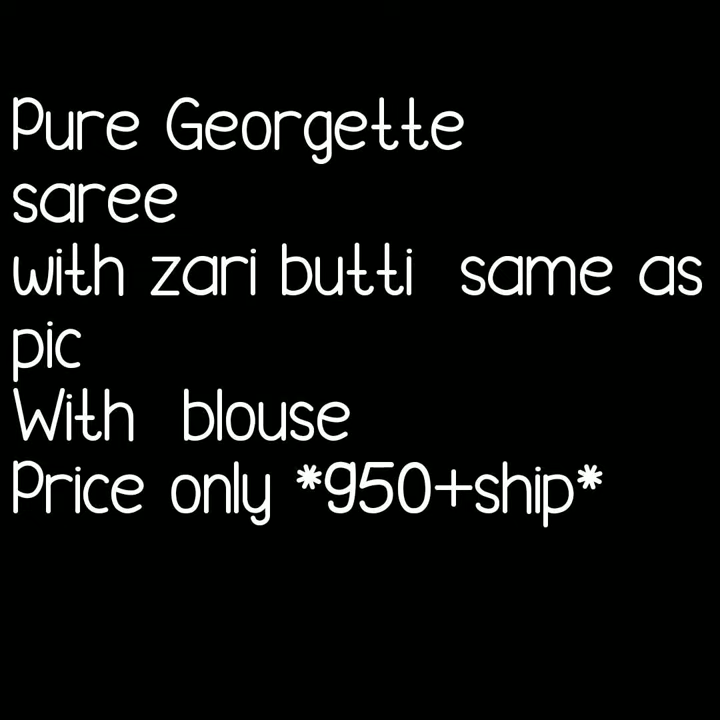 Pure Georgette
saree
with zari butti same as
pic
With blouse
Price only *950+ship*